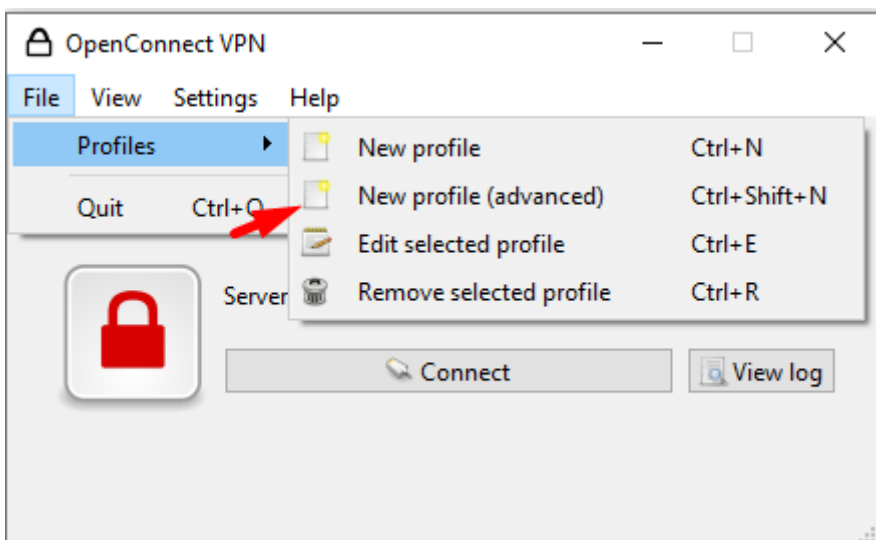 OpenConnect VPN
File View Settings Help
Profiles
Quit Ctrl+Q
New profile Ctrl+N
New profile (advanced) Ctrl+Shift+N
Edit selected profile Ctrl+E
Remove selected profile Ctrl+R
Server
Connect View log